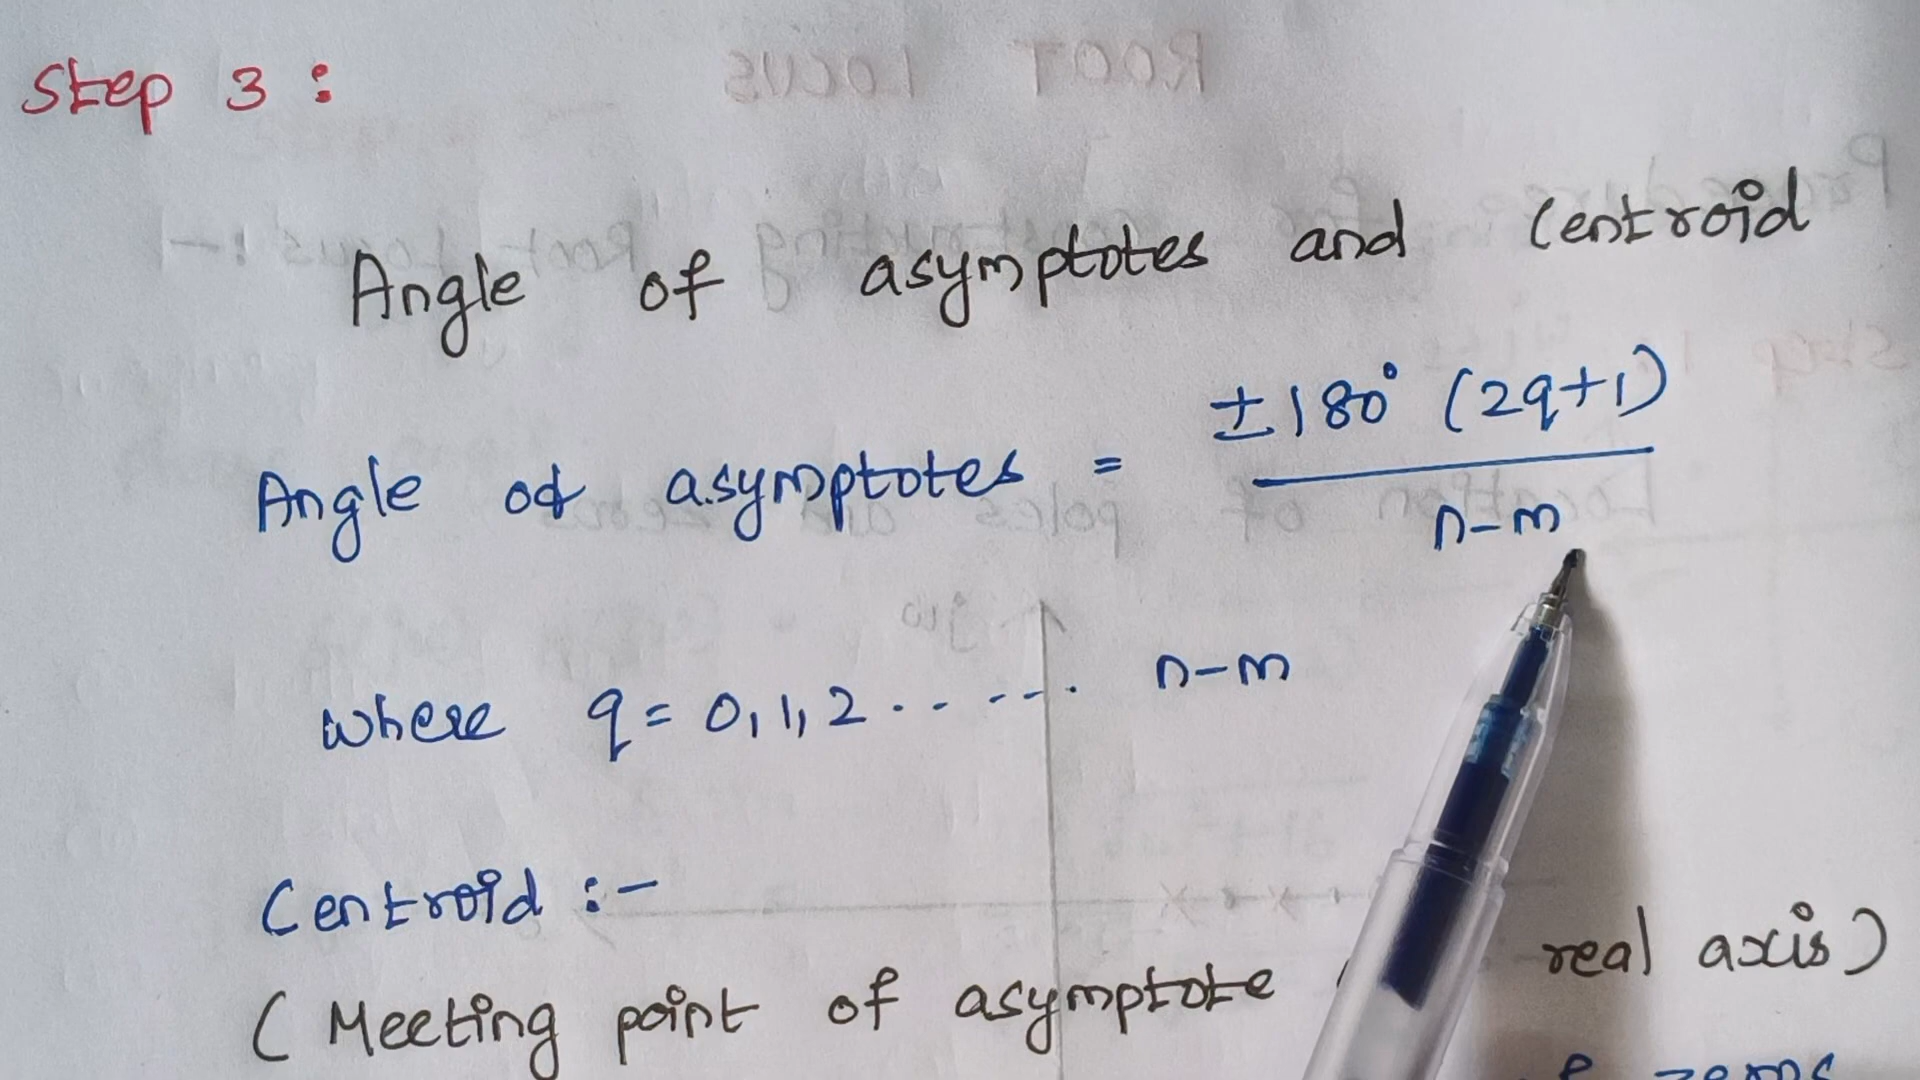 Step 3 :
Angle of asymptotes and Centroid
Angle of asymptotes = ±180° (2q+1)
n-m
where q = 0, 1, 2 ....... n-m
Centroid :-
( Meeting point of asymptote real axis)
zeros